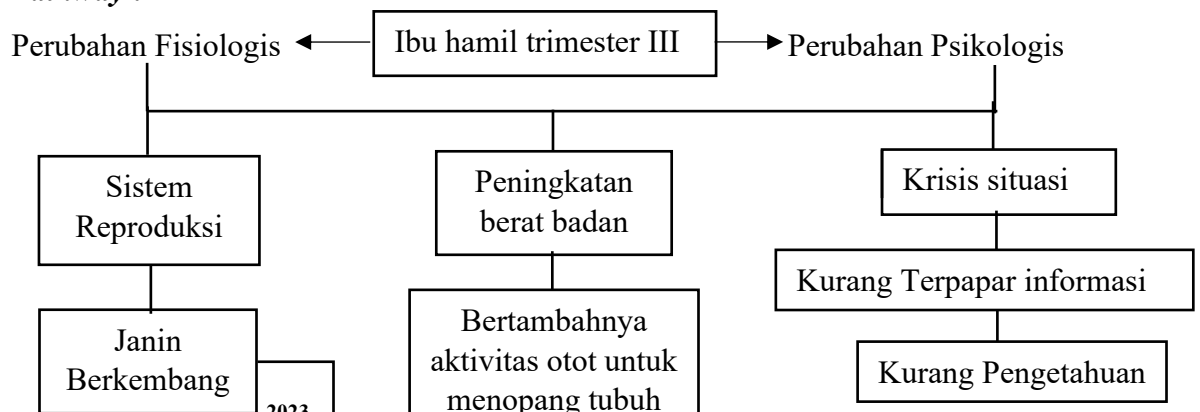 Perubahan Fisiologis
Ibu hamil trimester III
Perubahan Psikologis
Sistem
Reproduksi
Peningkatan
berat badan
Krisis situasi
Kurang Terpapar informasi
Janin
Berkembang
Bertambahnya
aktivitas otot untuk
menopang tubuh
Kurang Pengetahuan
2023